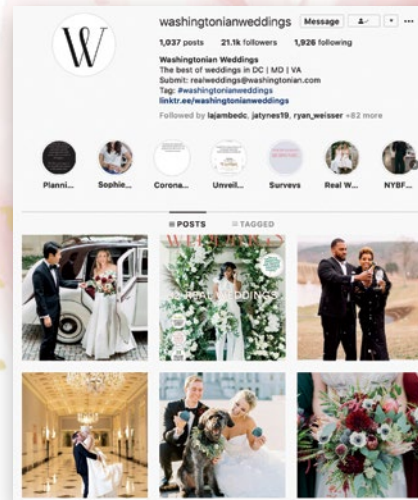 W
washingtonianweddings Message
1,037 posts 21.1k followers 1,926 following
Washingtonian Weddings
The best of weddings in DC | MD | VA
Submit: realweddings@washingtonian.com
Tag: #washingtonianweddings
linktr.ee/washingtonianweddings
Followed by lajambedc, jatynes19, ryan_weisser +82 more
Planni... Sophie... Corona... Unveil... Surveys Real W... NYBF...
POSTS TAGGED
WEDDINGS
REAL WEDDINGS